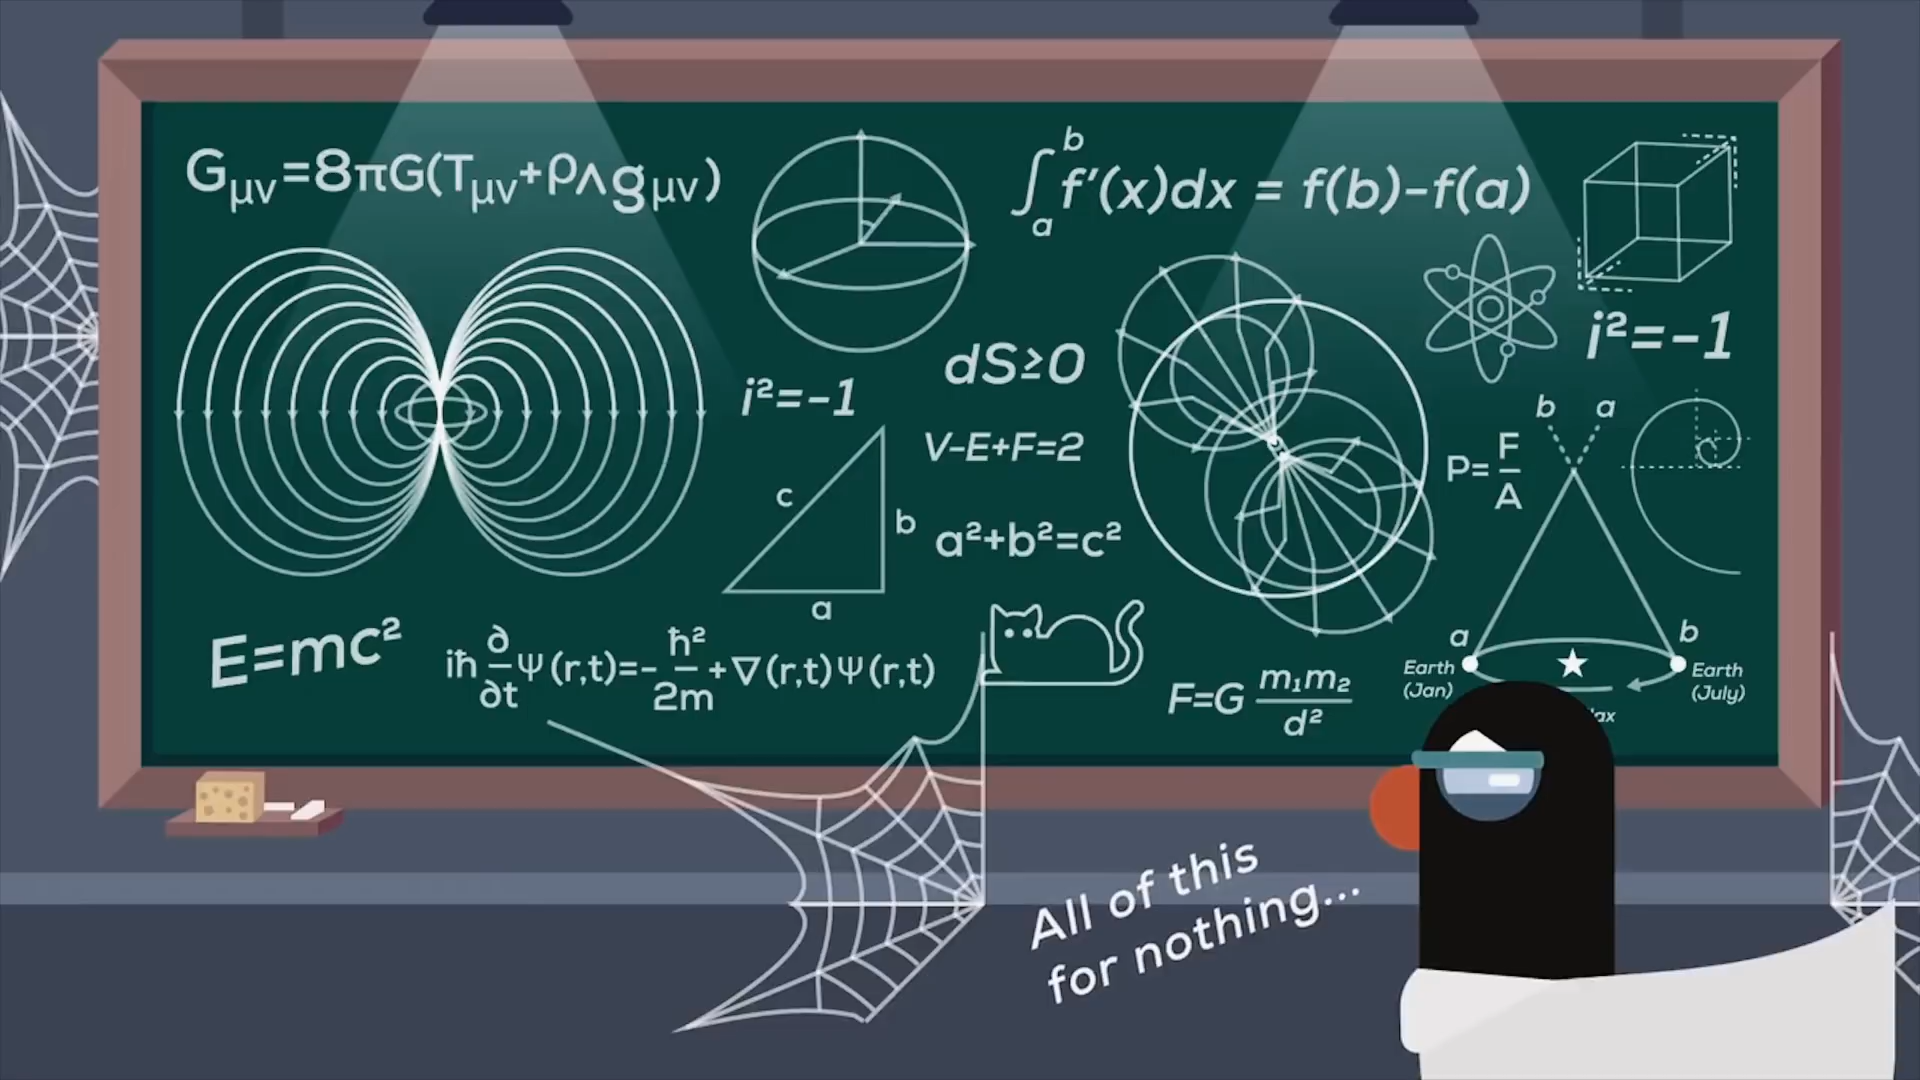 Gμν=8πG(Tμν+ρΛgμν)
∫ₐᵇ f'(x)dx = f(b)-f(a)
i²=-1
dS≥0
i²=-1
b a
V-E+F=2
P=F/A
c
b
a²+b²=c²
a
E=mc²
iħ ∂/∂t Ψ(r,t)=-ħ²/2m+∇(r,t)Ψ(r,t)
F=G m₁m₂/d²
a
b
Earth
(Jan)
Earth
(July)
All of this
for nothing...